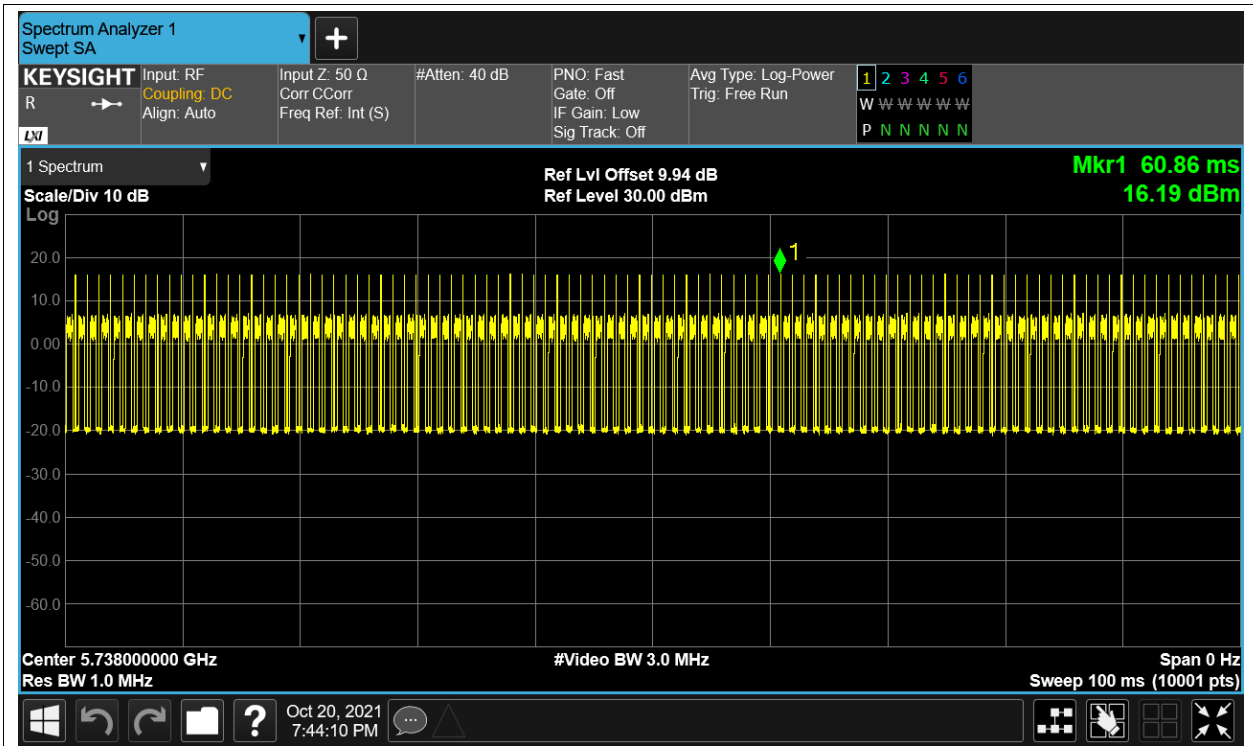 Spectrum Analyzer 1
Swept SA
KEYSIGHT
R
LXI
Input: RF
Coupling: DC
Align: Auto
Input Z: 50 Ω
Corr CCorr
Freq Ref: Int (S)
#Atten: 40 dB
PNO: Fast
Gate: Off
IF Gain: Low
Sig Track: Off
Avg Type: Log-Power
Trig: Free Run
1 2 3 4 5 6
W W W W W W
P N N N N N
1 Spectrum
Scale/Div 10 dB
Ref Lvl Offset 9.94 dB
Ref Level 30.00 dBm
Mkr1 60.86 ms
16.19 dBm
Log
1
20.0
10.0
0.00
-10.0
-20.0
-30.0
-40.0
-50.0
-60.0
Center 5.738000000 GHz
Res BW 1.0 MHz
#Video BW 3.0 MHz
Span 0 Hz
Sweep 100 ms (10001 pts)
?
Oct 20, 2021
7:44:10 PM